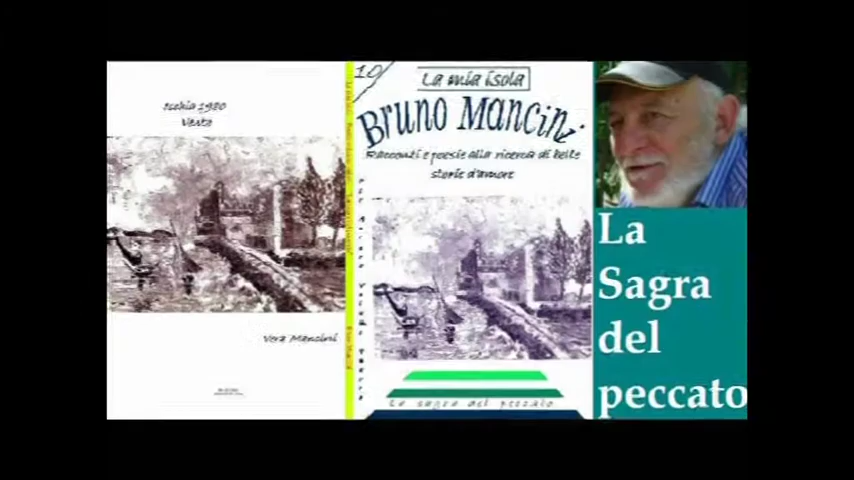 Ischia 1980
Vento
Vera Mancini
10
La mia isola
Bruno Mancini
Racconti e poesie alla ricerca di belle
storie d'amore
La sagra del peccato
La
Sagra
del
peccato